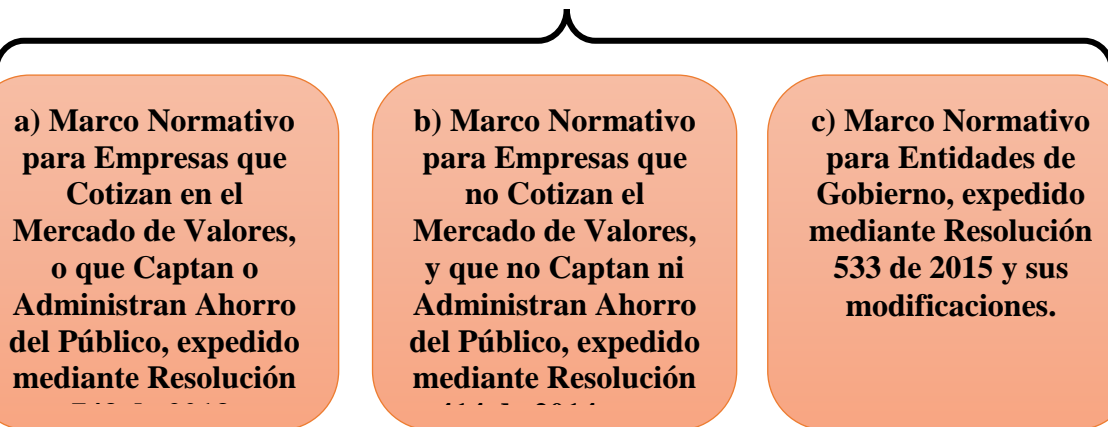 a) Marco Normativo
para Empresas que
Cotizan en el
Mercado de Valores,
o que Captan o
Administran Ahorro
del Público, expedido
mediante Resolución
b) Marco Normativo
para Empresas que
no Cotizan el
Mercado de Valores,
y que no Captan ni
Administran Ahorro
del Público, expedido
mediante Resolución
c) Marco Normativo
para Entidades de
Gobierno, expedido
mediante Resolución
533 de 2015 y sus
modificaciones.